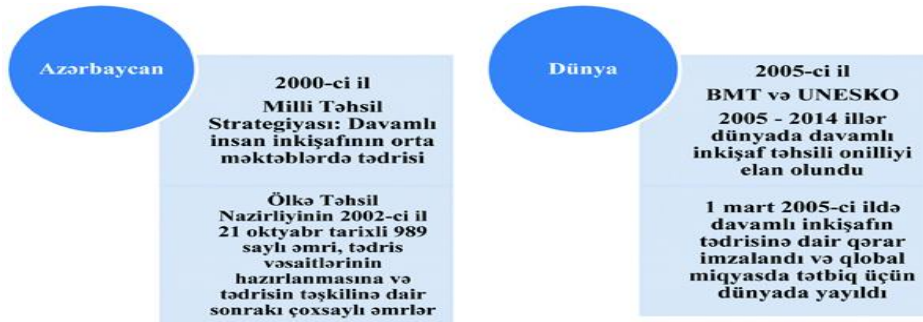 Azərbaycan
2000-ci il
Milli Təhsil
Strategiyası: Davamlı
insan inkişafının orta
məktəblərdə tədrisi
Ölkə Təhsil
Nazirliyinin 2002-ci il
21 oktyabr tarixli 989
saylı əmri, tədris
vəsaitlərinin
hazırlanmasına və
tədrisin təşkilinə dair
sonrakı çoxsaylı əmrlər
Dünya
2005-ci il
BMT və UNESKO
2005 - 2014 illər
dünyada davamlı
inkişaf təhsili onilliyi
elan olundu
1 mart 2005-ci ildə
davamlı inkişafın
tədrisinə dair qərar
imzalandı və qlobal
miqyasda tətbiq üçün
dünyada yayıldı